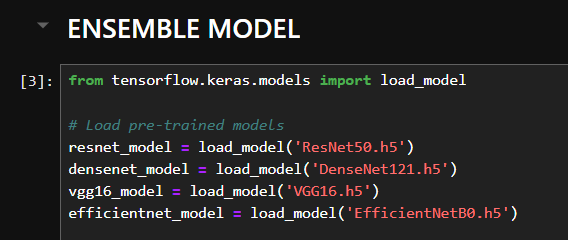 ENSEMBLE MODEL
[3]: from tensorflow.keras.models import load_model
# Load pre-trained models
resnet_model = load_model('ResNet50.h5')
densenet_model = load_model('DenseNet121.h5')
vgg16_model = load_model('VGG16.h5')
efficientnet_model = load_model('EfficientNetB0.h5')